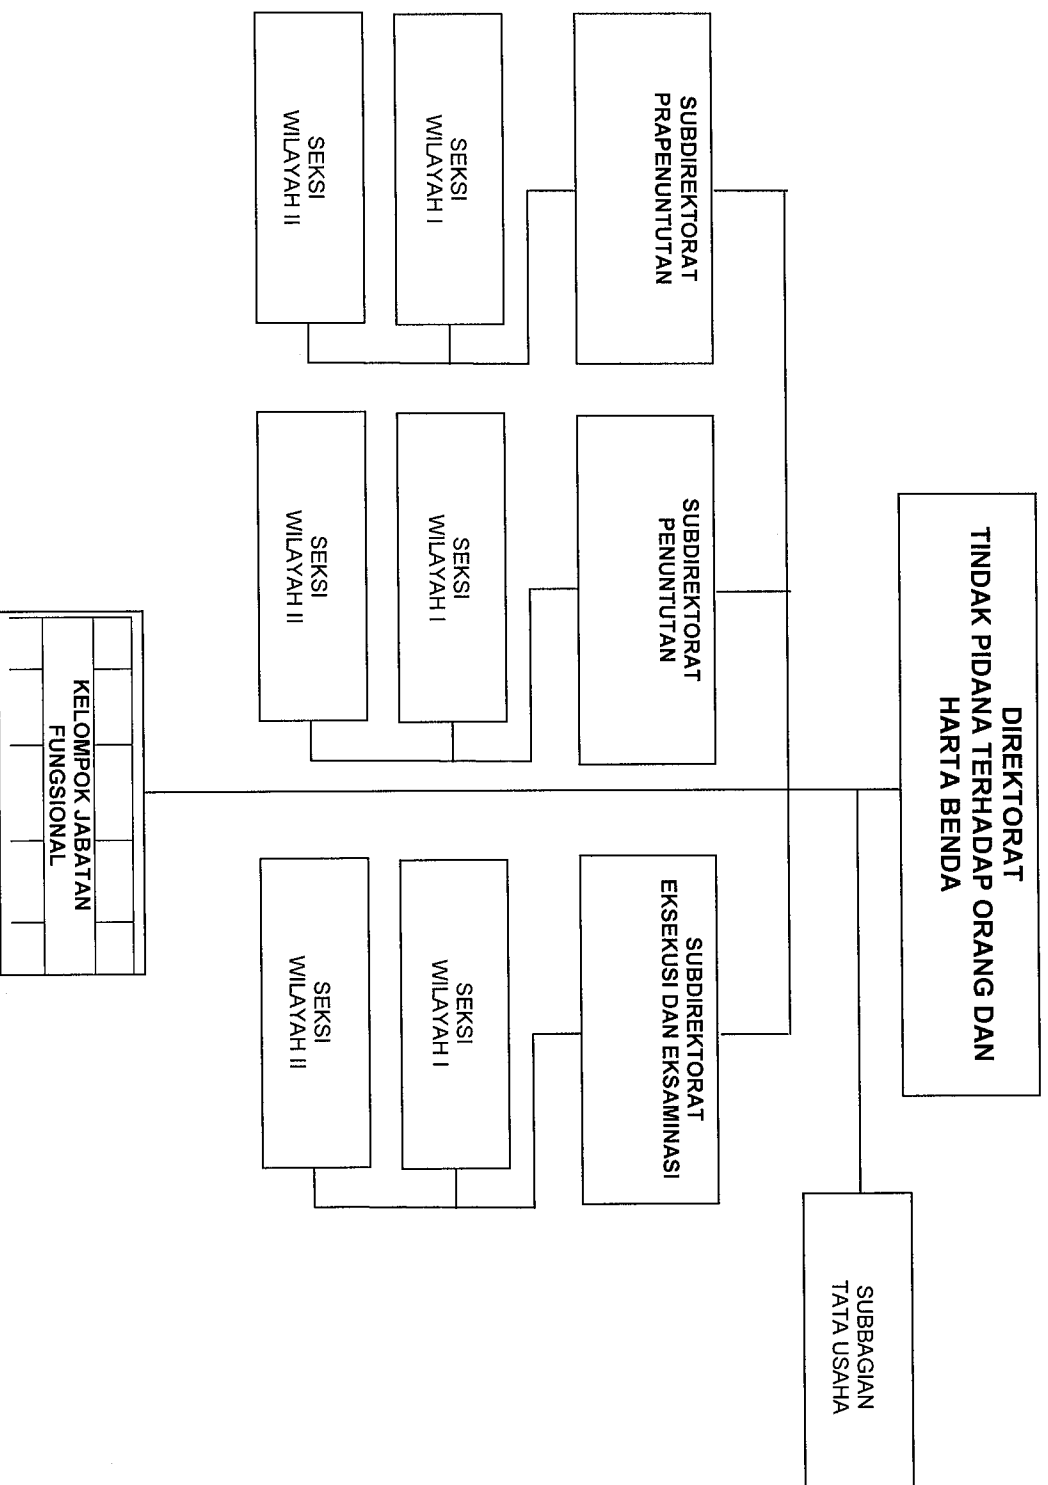 DIREKTORAT
TINDAK PIDANA TERHADAP ORANG DAN
HARTA BENDA
SUBBAGIAN
TATA USAHA
SUBDIREKTORAT
PRAPENUNTUTAN
SUBDIREKTORAT
PENUNTUTAN
SUBDIREKTORAT
EKSEKUSI DAN EKSAMINASI
SEKSI
WILAYAH I
SEKSI
WILAYAH I
SEKSI
WILAYAH I
SEKSI
WILAYAH II
SEKSI
WILAYAH II
SEKSI
WILAYAH II
KELOMPOK JABATAN
FUNGSIONAL